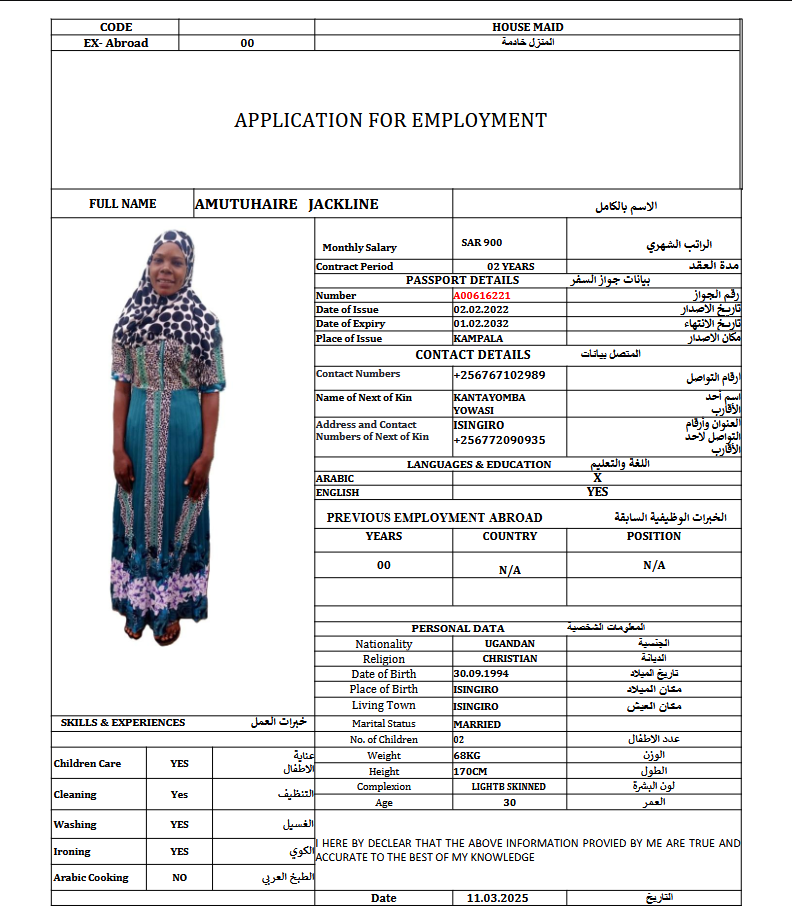 CODE HOUSE MAID
EX- Abroad 00 المنزل خادمة
APPLICATION FOR EMPLOYMENT
FULL NAME AMUTUHAIRE JACKLINE الاسم بالكامل
Monthly Salary SAR 900 الراتب الشهري
Contract Period 02 YEARS مدة العقد
PASSPORT DETAILS بيانات جواز السفر
Number A00616221 رقم الجواز
Date of Issue 02.02.2022 تاريخ الاصدار
Date of Expiry 01.02.2032 تاريخ الانتهاء
Place of Issue KAMPALA مكان الاصدار
CONTACT DETAILS المتصل بيانات
Contact Numbers +256767102989 ارقام التواصل
Name of Next of Kin KANTAYOMBA اسم أحد
YOWASI الأقارب
Address and Contact ISINGIRO العنوان وأرقام
Numbers of Next of Kin +256772090935 التواصل لاحد
الأقارب
LANGUAGES & EDUCATION اللغة والتعليم
ARABIC X
ENGLISH YES
PREVIOUS EMPLOYMENT ABROAD الخبرات الوظيفية السابقة
YEARS COUNTRY POSITION
00 N/A N/A
PERSONAL DATA المعلومات الشخصية
Nationality UGANDAN الجنسية
Religion CHRISTIAN الديانة
Date of Birth 30.09.1994 تاريخ الميلاد
Place of Birth ISINGIRO مكان الميلاد
Living Town ISINGIRO مكان العيش
Marital Status MARRIED
No. of Children 02 عدد الاطفال
Weight 68KG الوزن
Height 170CM الطول
Complexion LIGHTB SKINNED لون البشرة
Age 30 العمر
SKILLS & EXPERIENCES خبرات العمل
Children Care YES عناية
الاطفال
Cleaning Yes التنظيف
Washing YES الغسيل
Ironing YES الكوي
Arabic Cooking NO الطبخ العربي
I HERE BY DECLEAR THAT THE ABOVE INFORMATION PROVIED BY ME ARE TRUE AND
ACCURATE TO THE BEST OF MY KNOWLEDGE
Date 11.03.2025 التاريخ